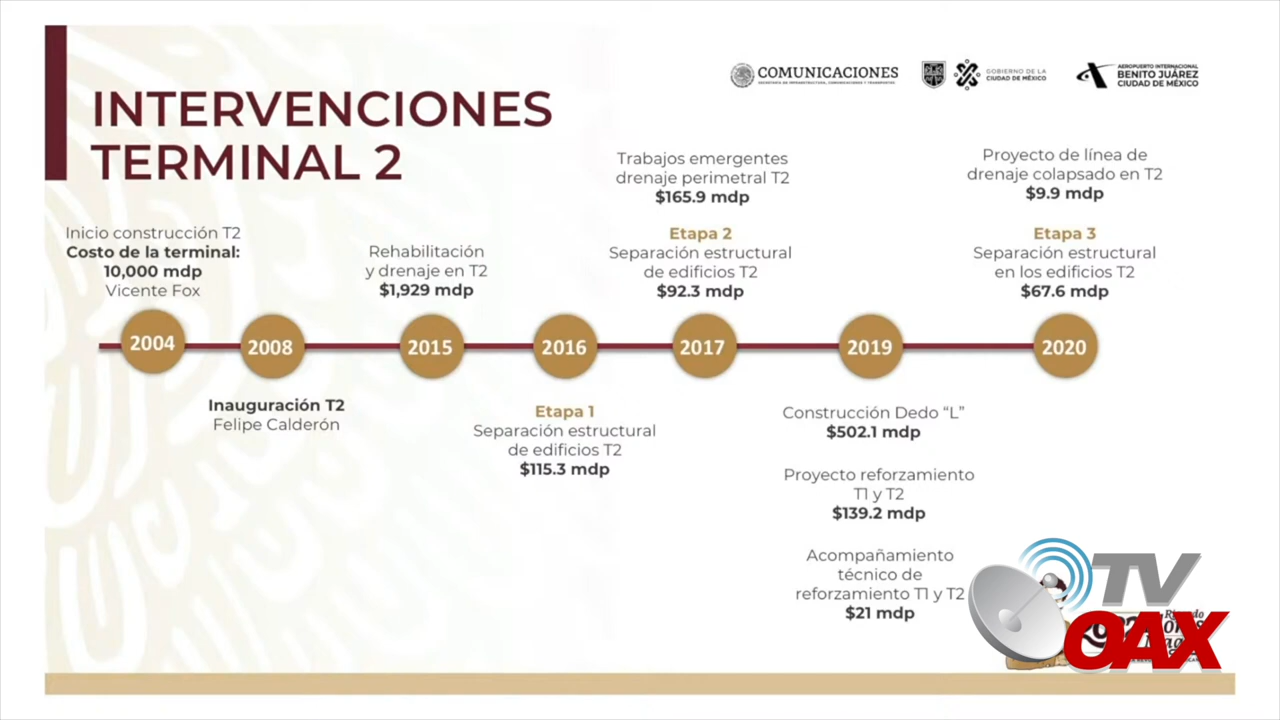 INTERVENCIONES
TERMINAL 2
COMUNICACIONES
SECRETARÍA DE INFRAESTRUCTURA, COMUNICACIONES Y TRANSPORTES
GOBIERNO DE LA
CIUDAD DE MÉXICO
AEROPUERTO INTERNACIONAL
BENITO JUÁREZ
CIUDAD DE MÉXICO
Inicio construcción T2
Costo de la terminal:
10,000 mdp
Vicente Fox
Rehabilitación
y drenaje en T2
$1,929 mdp
Trabajos emergentes
drenaje perimetral T2
$165.9 mdp
Etapa 2
Separación estructural
de edificios T2
$92.3 mdp
Proyecto de línea de
drenaje colapsado en T2
$9.9 mdp
Etapa 3
Separación estructural
en los edificios T2
$67.6 mdp
2004
2008
2015
2016
2017
2019
2020
Inauguración T2
Felipe Calderón
Etapa 1
Separación estructural
de edificios T2
$115.3 mdp
Construcción Dedo “L”
$502.1 mdp
Proyecto reforzamiento
T1 y T2
$139.2 mdp
Acompañamiento
técnico de
reforzamiento T1 y T2
$21 mdp
TV
OAX